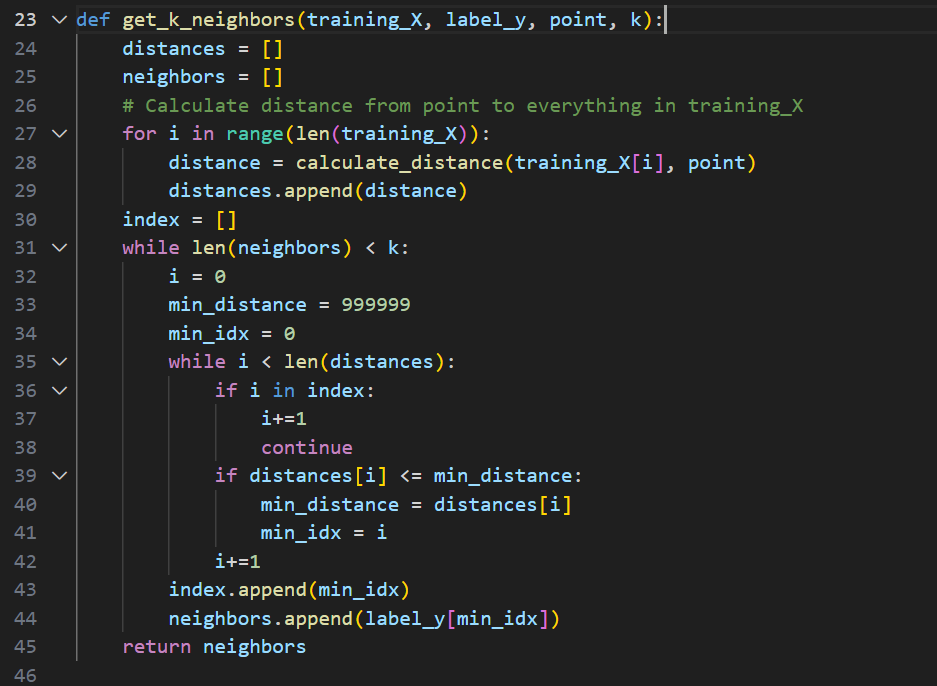 23 def get_k_neighbors(training_X, label_y, point, k):
24     distances = []
25     neighbors = []
26     # Calculate distance from point to everything in training_X
27     for i in range(len(training_X)):
28         distance = calculate_distance(training_X[i], point)
29         distances.append(distance)
30     index = []
31     while len(neighbors) < k:
32         i = 0
33         min_distance = 999999
34         min_idx = 0
35         while i < len(distances):
36             if i in index:
37                 i+=1
38                 continue
39             if distances[i] <= min_distance:
40                 min_distance = distances[i]
41                 min_idx = i
42             i+=1
43         index.append(min_idx)
44         neighbors.append(label_y[min_idx])
45     return neighbors
46